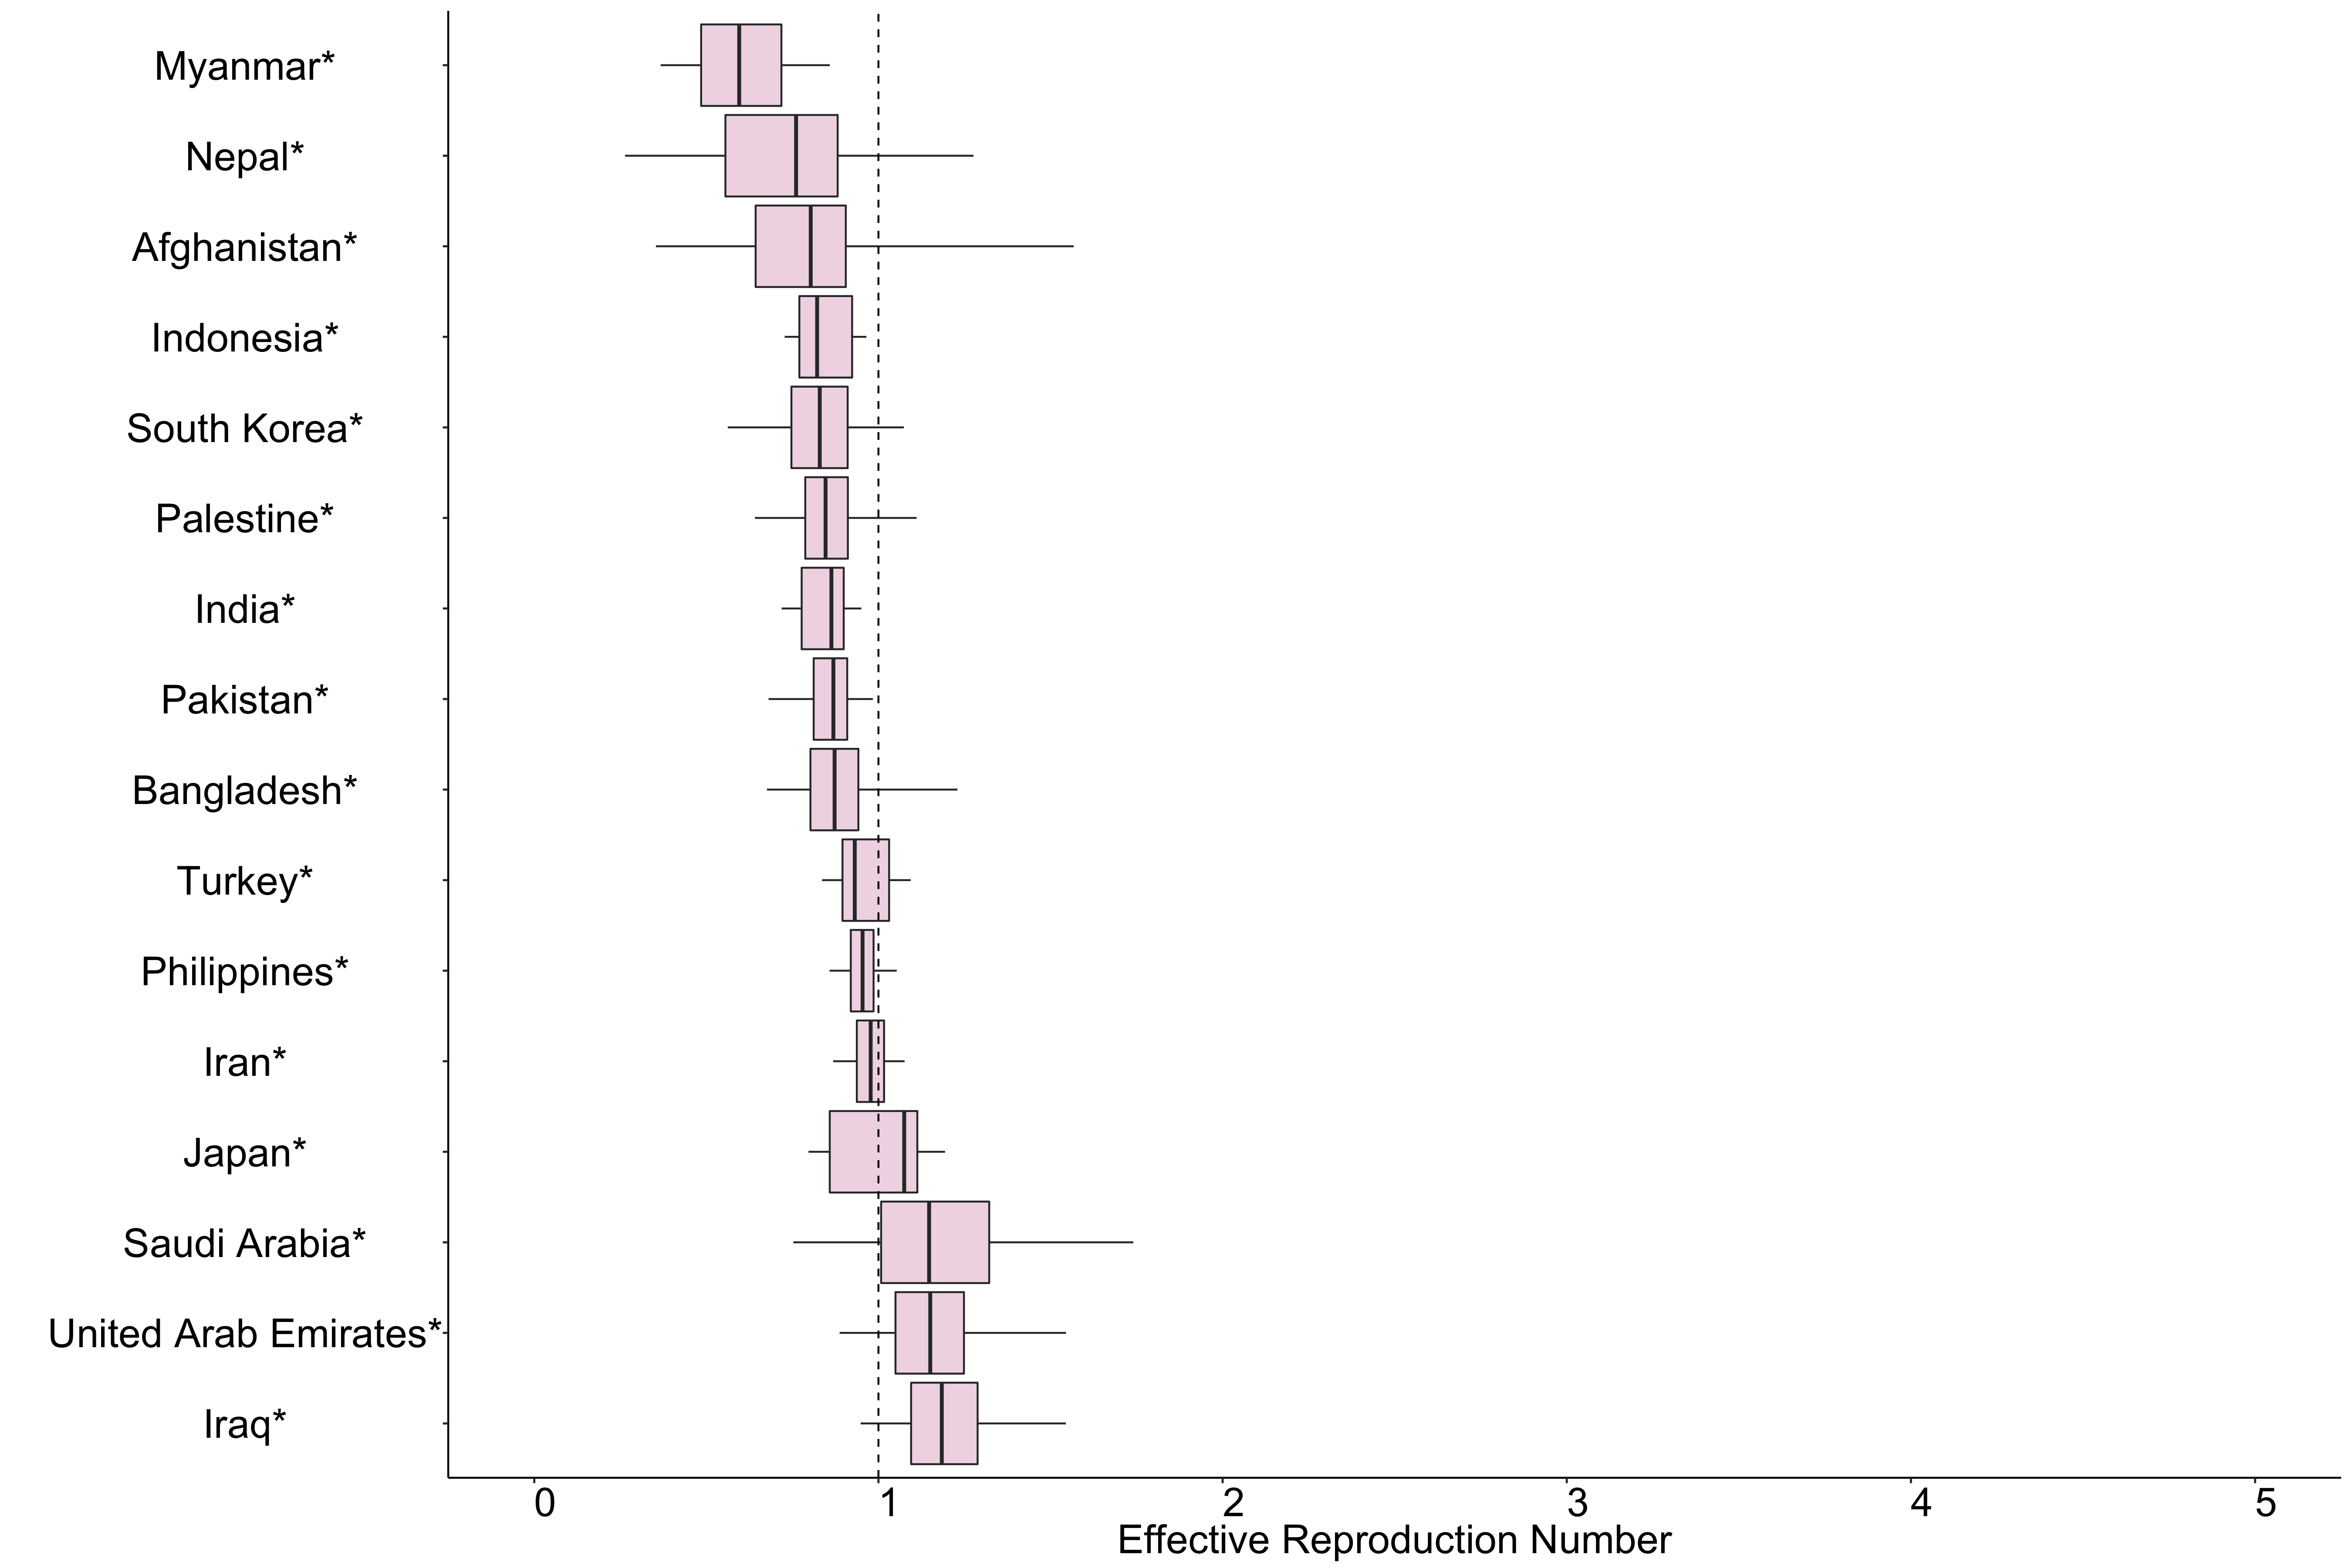 Myanmar*
Nepal*
Afghanistan*
Indonesia*
South Korea*
Palestine*
India*
Pakistan*
Bangladesh*
Turkey*
Philippines*
Iran*
Japan*
Saudi Arabia*
United Arab Emirates*
Iraq*
0 1 2 3 4 5
Effective Reproduction Number